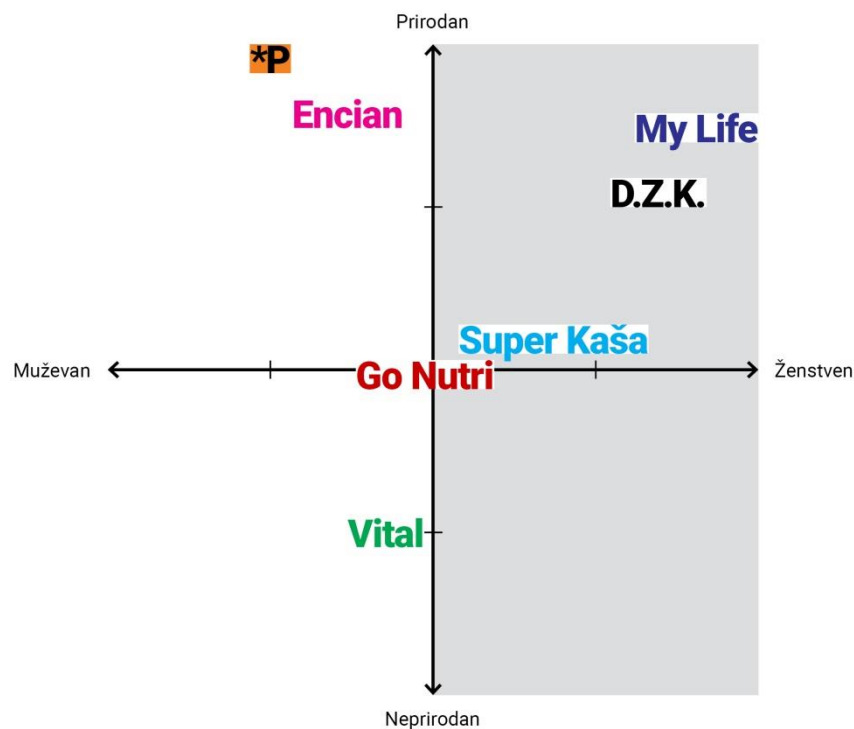 Prirodan
*P
Encian
My Life
D.Z.K.
Super Kaša
Muževan
Go Nutri
Ženstven
Vital
Neprirodan